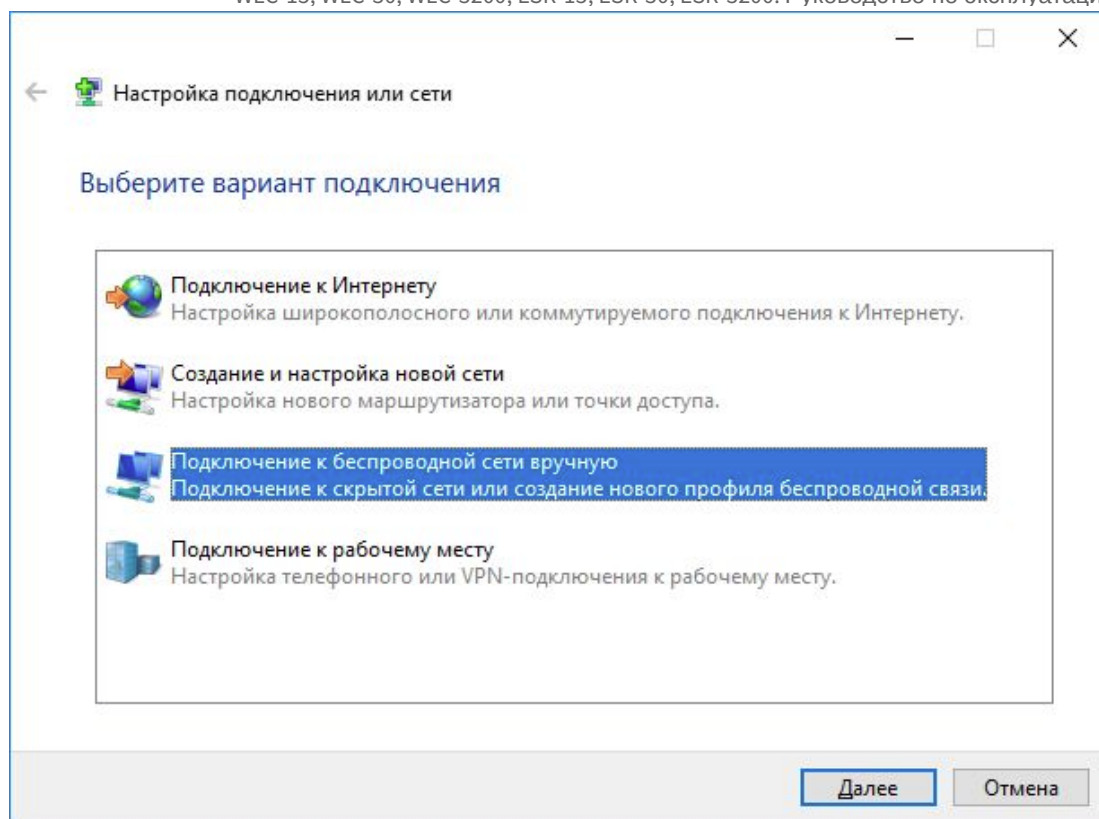 Настройка подключения или сети
Выберите вариант подключения
Подключение к Интернету
Настройка широкополосного или коммутируемого подключения к Интернету.
Создание и настройка новой сети
Настройка нового маршрутизатора или точки доступа.
Подключение к беспроводной сети вручную
Подключение к скрытой сети или создание нового профиля беспроводной связи.
Подключение к рабочему месту
Настройка телефонного или VPN-подключения к рабочему месту.
Далее
Отмена